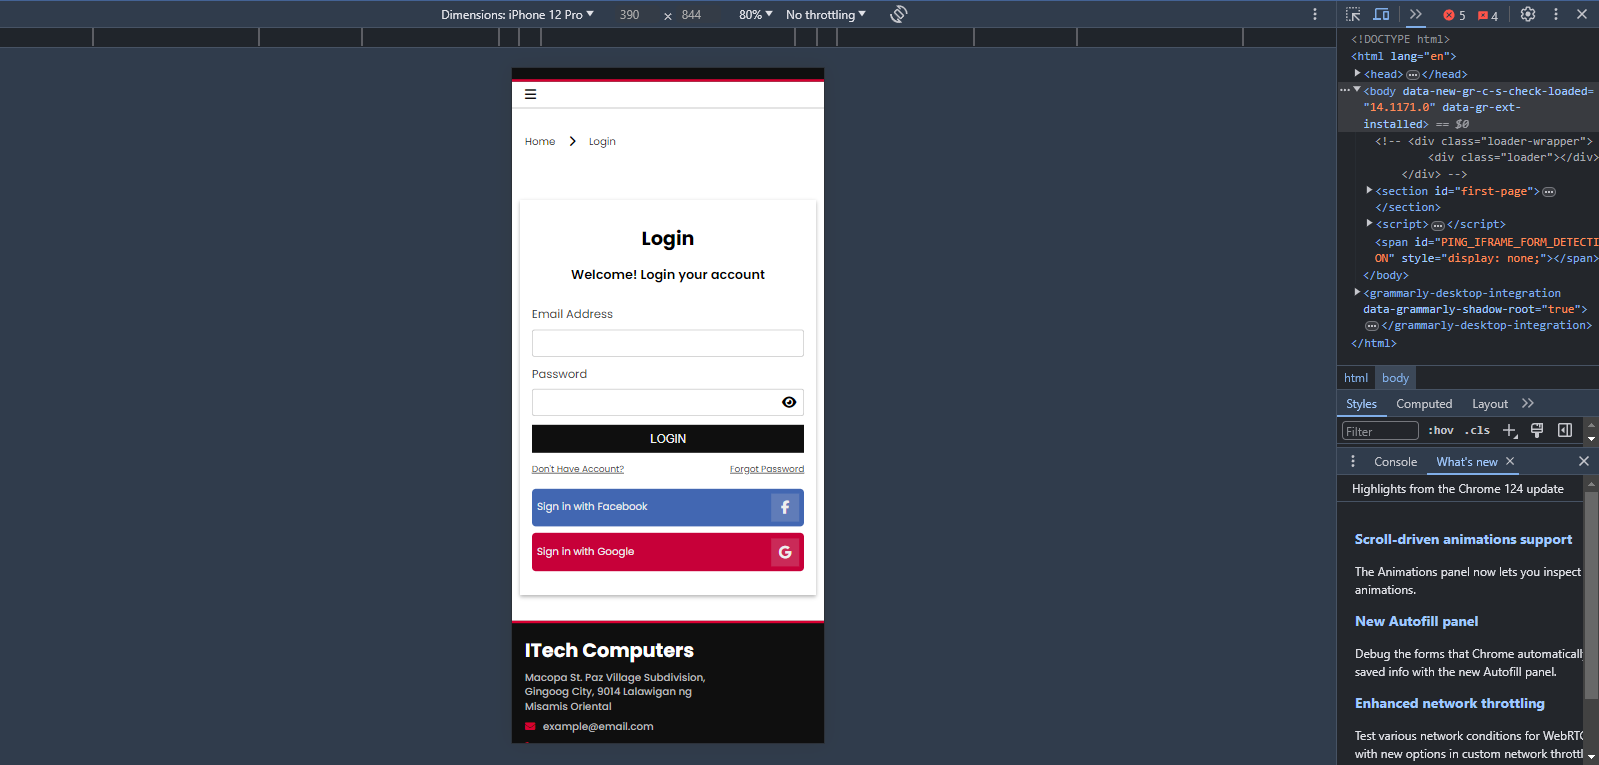 Dimensions: iPhone 12 Pro 390 × 844 80% No throttling
5 4
Home Login
Login
Welcome! Login your account
Email Address
Password
LOGIN
Don't Have Account? Forgot Password
Sign in with Facebook
Sign in with Google
ITech Computers
Macopa St. Paz Village Subdivision,
Gingoog City, 9014 Lalawigan ng
Misamis Oriental
example@email.com
<!DOCTYPE html>
<html lang="en">
<head> </head>
<body data-new-gr-c-s-check-loaded=
"14.1171.0" data-gr-ext-
installed> == $0
<!-- <div class="loader-wrapper">
<div class="loader"></div>
</div> -->
<section id="first-page">
</section>
<script> </script>
<span id="PING_IFRAME_FORM_DETECTI
ON" style="display: none;"></span>
</body>
<grammarly-desktop-integration
data-grammarly-shadow-root="true">
</grammarly-desktop-integration>
</html>
html body
Styles Computed Layout
Filter :hov .cls
Console What's new
Highlights from the Chrome 124 update
Scroll-driven animations support
The Animations panel now lets you inspect
animations.
New Autofill panel
Debug the forms that Chrome automatically
saved info with the new Autofill panel.
Enhanced network throttling
Test various network conditions for WebRTC
with new options in custom network thrott